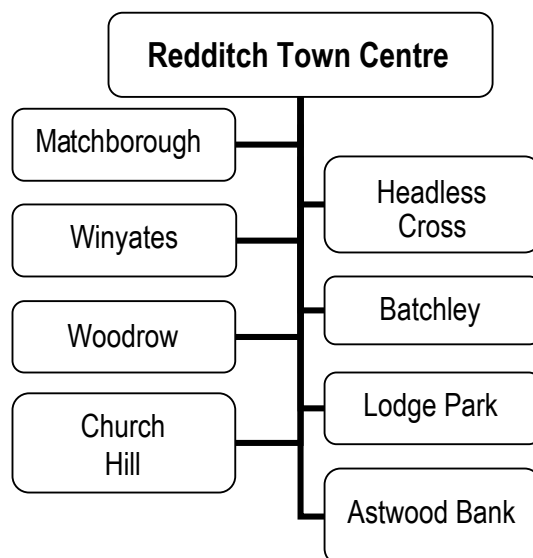 Redditch Town Centre
Matchborough
Headless
Cross
Winyates
Batchley
Woodrow
Lodge Park
Church
Hill
Astwood Bank